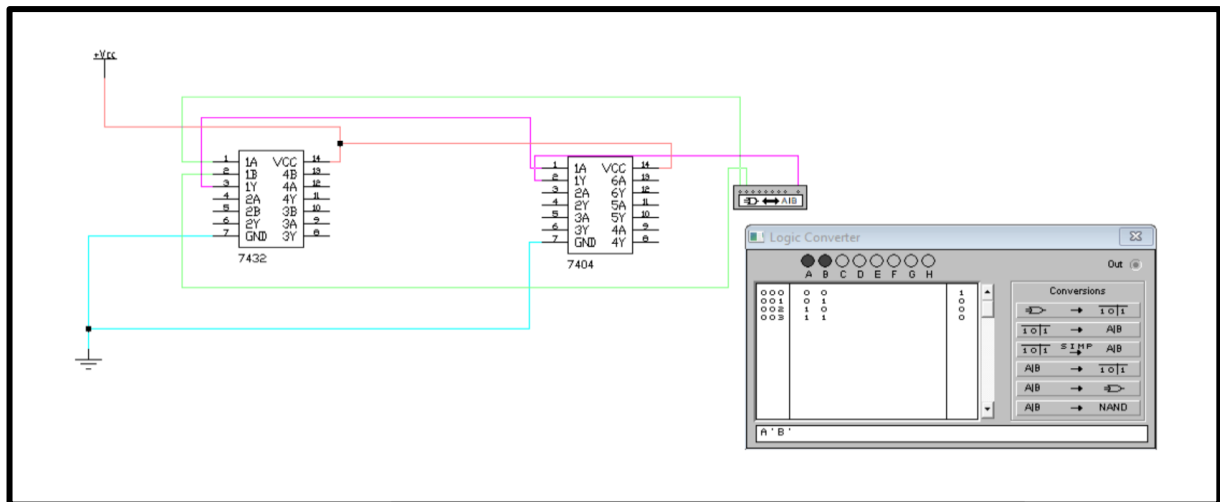 +Vcc
1 1A VCC 14
2 1B 4B 13
3 1Y 4A 12
4 2A 4Y 11
5 2B 3B 10
6 2Y 3A 9
7 GND 3Y 8
7432
1 1A VCC 14
2 1Y 6A 13
3 2A 6Y 12
4 2Y 5A 11
5 3A 5Y 10
6 3Y 4A 9
7 GND 4Y 8
7404
A|B
Logic Converter
A B C D E F G H
Out
000 0 0 1
001 0 1 0
002 1 0 0
003 1 1 0
Conversions
→ 1 0 1
1 0 1 → A|B
1 0 1 SIMP → A|B
A|B → 1 0 1
A|B →
A|B → NAND
A'B'